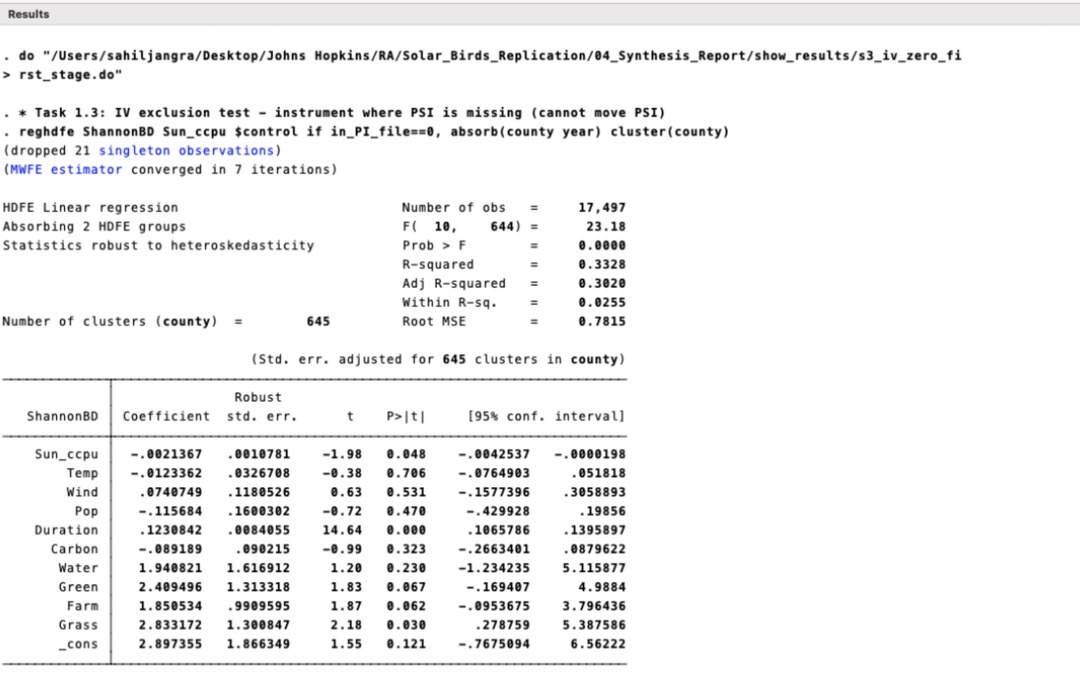 Results
. do "/Users/sahiljangra/Desktop/Johns Hopkins/RA/Solar_Birds_Replication/04_Synthesis_Report/show_results/s3_iv_zero_fi
> rst_stage.do"
. * Task 1.3: IV exclusion test – instrument where PSI is missing (cannot move PSI)
. reghdfe ShannonBD Sun_ccpu $control if in_PI_file==0, absorb(county year) cluster(county)
(dropped 21 singleton observations)
(MWFE estimator converged in 7 iterations)
HDFE Linear regression Number of obs = 17,497
Absorbing 2 HDFE groups F( 10, 644) = 23.18
Statistics robust to heteroskedasticity Prob > F = 0.0000
R-squared = 0.3328
Adj R-squared = 0.3020
Within R-sq. = 0.0255
Number of clusters (county) = 645 Root MSE = 0.7815
(Std. err. adjusted for 645 clusters in county)
Robust
ShannonBD Coefficient std. err. t P>|t| [95% conf. interval]
Sun_ccpu -.0021367 .0010781 -1.98 0.048 -.0042537 -.0000198
Temp -.0123362 .0326708 -0.38 0.706 -.0764903 .051818
Wind .0740749 .1180526 0.63 0.531 -.1577396 .3058893
Pop -.115684 .1600302 -0.72 0.470 -.429928 .19856
Duration .1230842 .0084055 14.64 0.000 .1065786 .1395897
Carbon -.089189 .090215 -0.99 0.323 -.2663401 .0879622
Water 1.940821 1.616912 1.20 0.230 -1.234235 5.115877
Green 2.409496 1.313318 1.83 0.067 -.169407 4.9884
Farm 1.850534 .9909595 1.87 0.062 -.0953675 3.796436
Grass 2.833172 1.300847 2.18 0.030 .278759 5.387586
_cons 2.897355 1.866349 1.55 0.121 -.7675094 6.56222